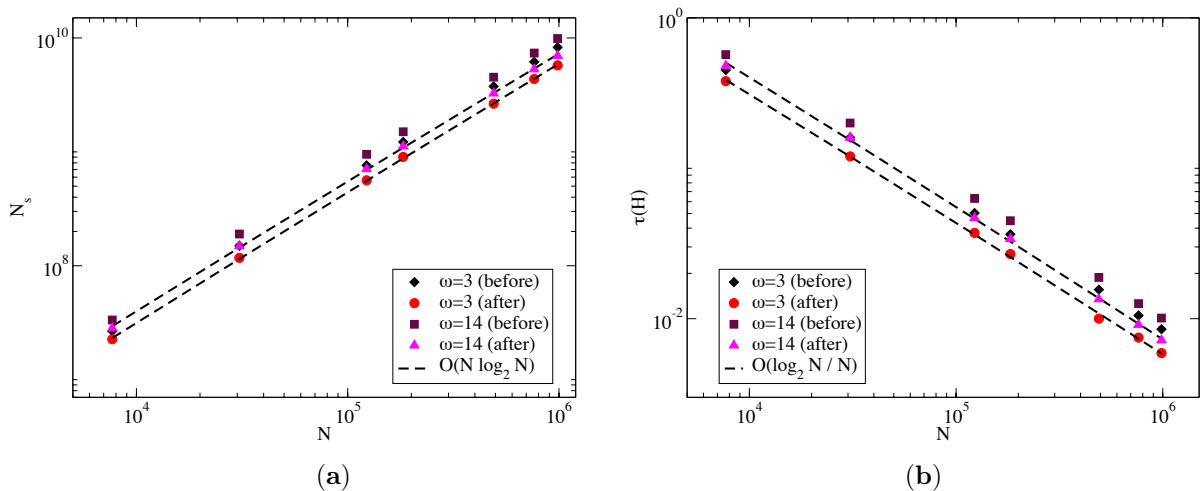 10^10
10^8
N_s
10^4
10^5
10^6
N
ω=3 (before)
ω=3 (after)
ω=14 (before)
ω=14 (after)
O(N log_2 N)
(a)
10^0
10^-2
τ(H)
10^4
10^5
10^6
N
ω=3 (before)
ω=3 (after)
ω=14 (before)
ω=14 (after)
O(log_2 N / N)
(b)